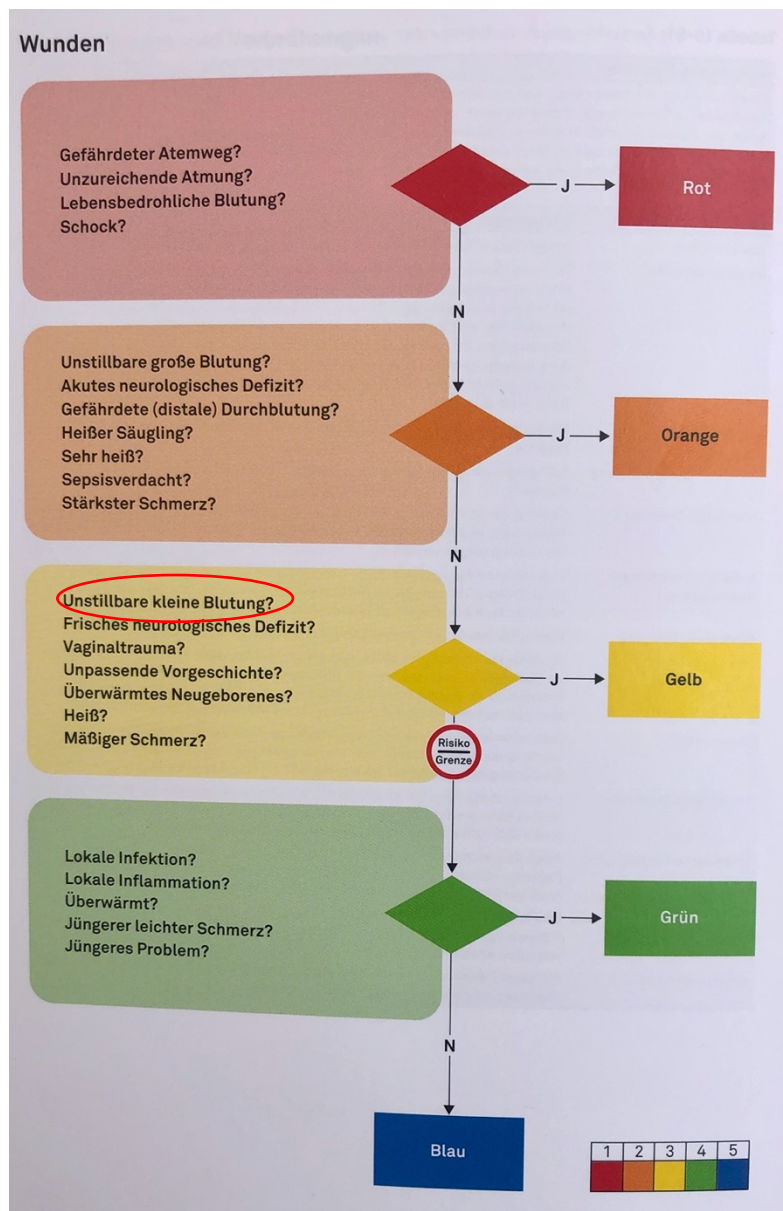 Wunden
Gefährdeter Atemweg?
Unzureichende Atmung?
Lebensbedrohliche Blutung?
Schock?
J
Rot
N
Unstillbare große Blutung?
Akutes neurologisches Defizit?
Gefährdete (distale) Durchblutung?
Heißer Säugling?
Sehr heiß?
Sepsisverdacht?
Stärkster Schmerz?
J
Orange
N
Unstillbare kleine Blutung?
Frisches neurologisches Defizit?
Vaginaltrauma?
Unpassende Vorgeschichte?
Überwärmtes Neugeborenes?
Heiß?
Mäßiger Schmerz?
J
Gelb
Risiko
Grenze
Lokale Infektion?
Lokale Inflammation?
Überwärmt?
Jüngerer leichter Schmerz?
Jüngeres Problem?
J
Grün
N
Blau
1 2 3 4 5